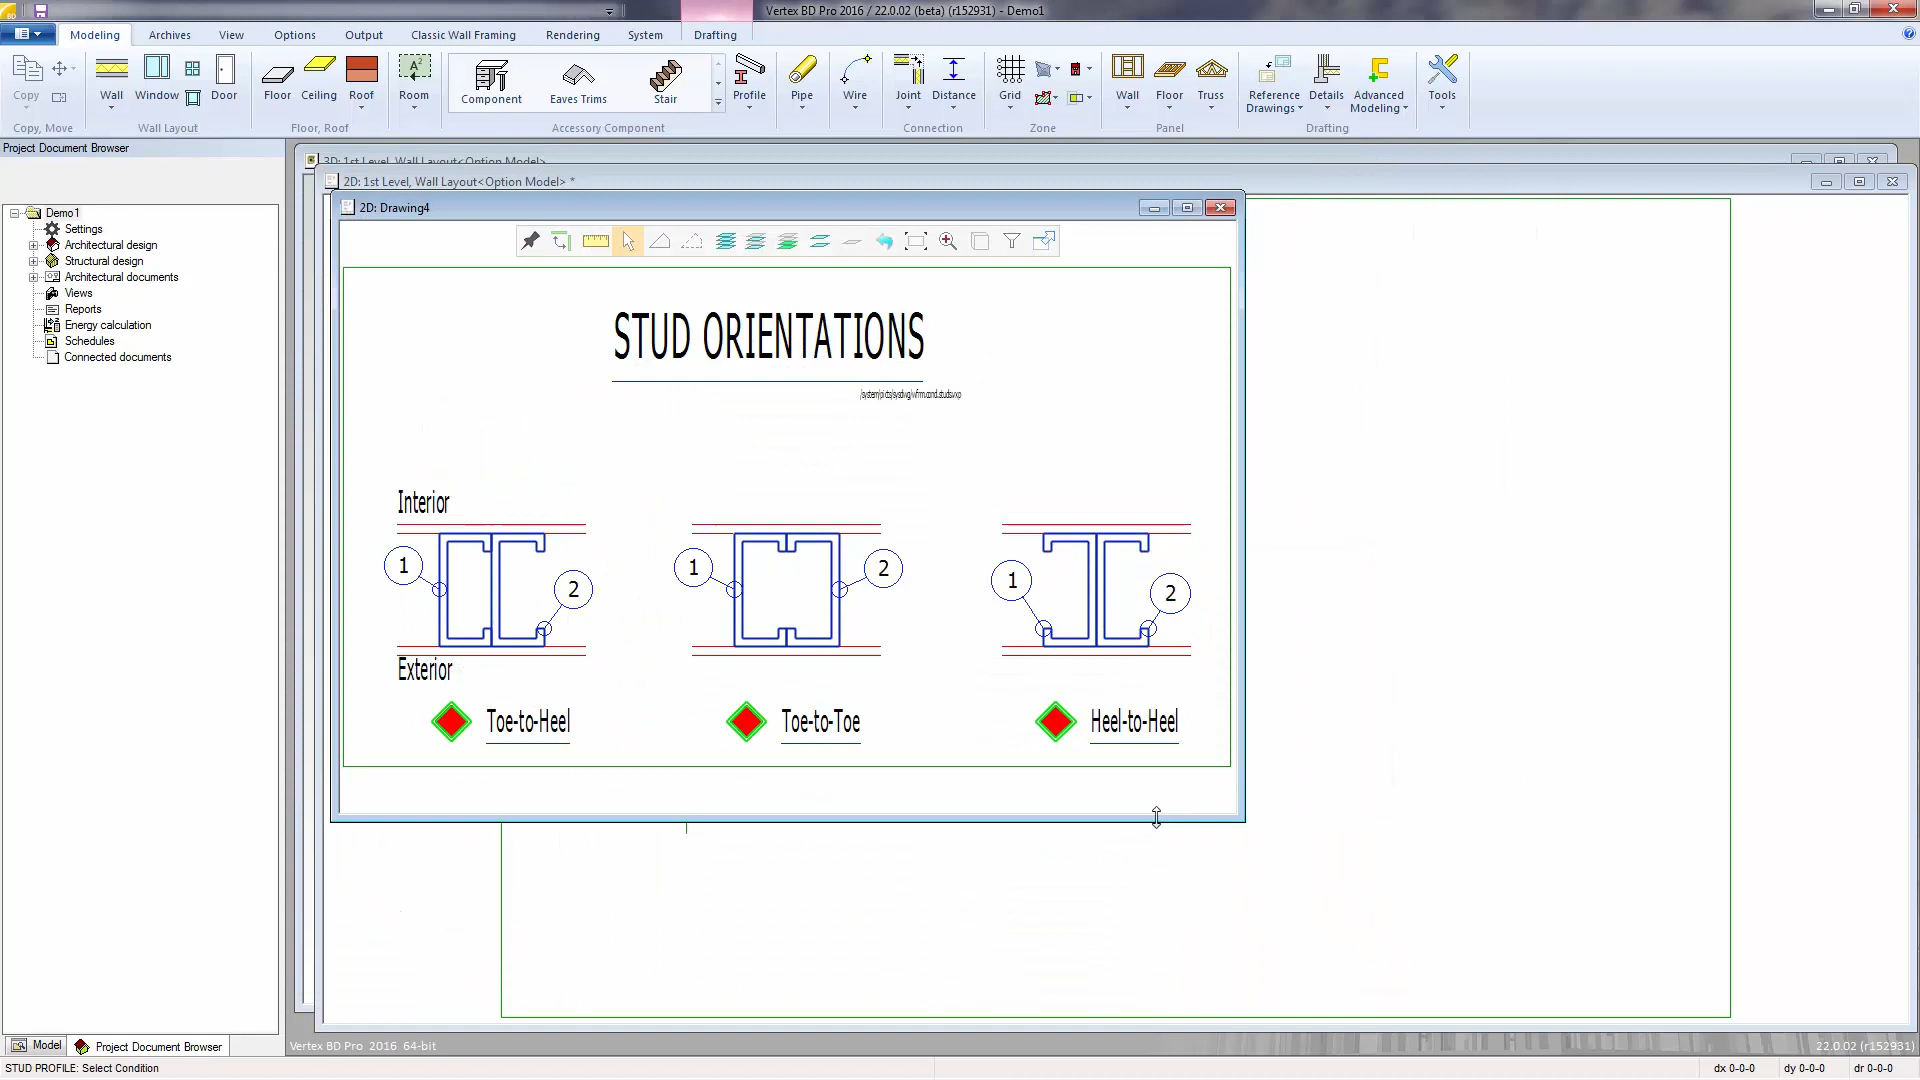 Vertex BD Pro 2016 / 22.0.02 (beta) (r152931) - Demo1
Modeling Archives View Options Output Classic Wall Framing Rendering System Drafting
Copy Wall Window Door Floor Ceiling Roof Room Component Eaves Trims Stair Profile Pipe Wire Joint Distance Grid Wall Floor Truss Reference Drawings Details Advanced Modeling Tools
Copy, Move Wall Layout Floor, Roof Accessory Component Connection Zone Panel Drafting
Project Document Browser
3D: 1st Level, Wall Layout<Option Model>
2D: 1st Level, Wall Layout<Option Model> *
2D: Drawing4
Demo1
Settings
Architectural design
Structural design
Architectural documents
Views
Reports
Energy calculation
Schedules
Connected documents
STUD ORIENTATIONS
Interior
1 2 1 2 1 2
Exterior
Toe-to-Heel Toe-to-Toe Heel-to-Heel
Model Project Document Browser
Vertex BD Pro 2016 64-bit
22.0.02 (r152931)
STUD PROFILE: Select Condition
dx 0-0-0 dy 0-0-0 dr 0-0-0